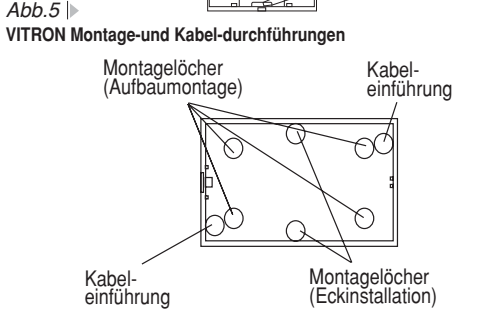 Abb.5
VITRON Montage-und Kabel-durchführungen
Montagelöcher
(Aufbaumontage)
Kabel-
einführung
Kabel-
einführung
Montagelöcher
(Eckinstallation)